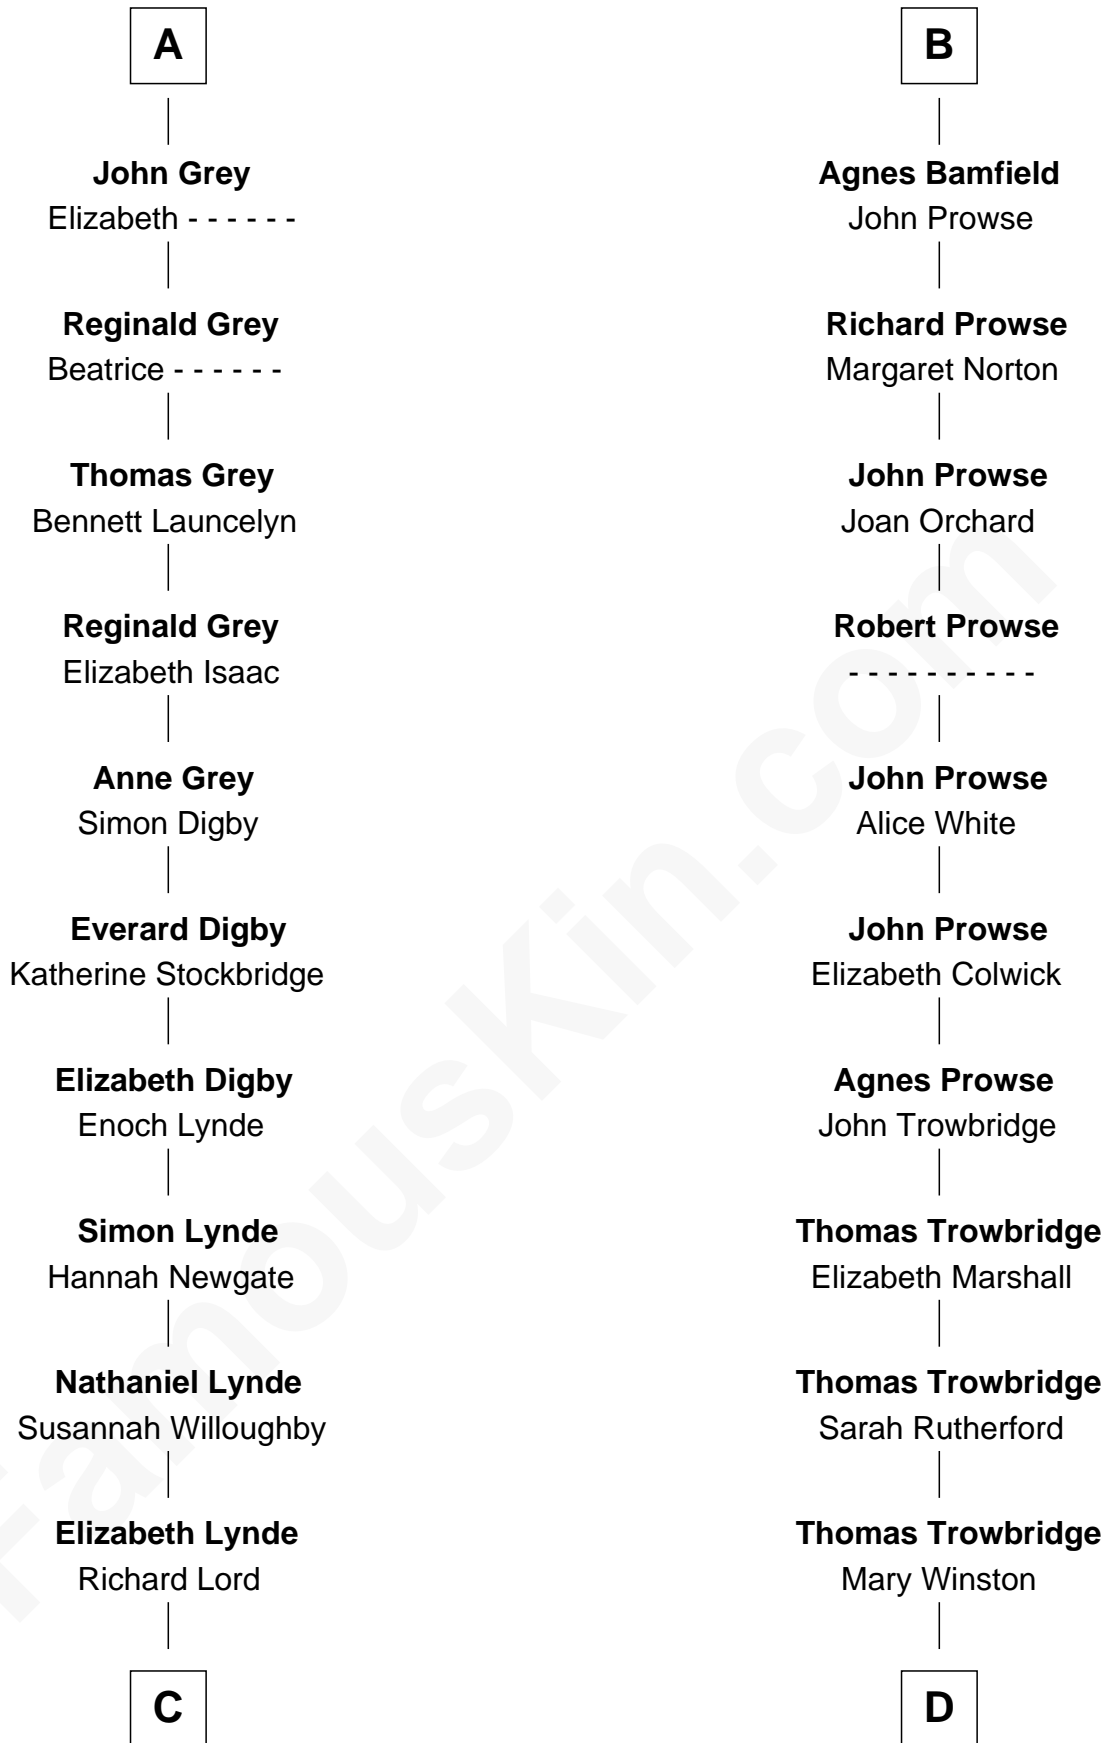 A
John Grey
Elizabeth - - - - - -
Reginald Grey
Beatrice - - - - - -
Thomas Grey
Bennett Launcelyn
Reginald Grey
Elizabeth Isaac
Anne Grey
Simon Digby
Everard Digby
Katherine Stockbridge
Elizabeth Digby
Enoch Lynde
Simon Lynde
Hannah Newgate
Nathaniel Lynde
Susannah Willoughby
Elizabeth Lynde
Richard Lord
C
B
Agnes Bamfield
John Prowse
Richard Prowse
Margaret Norton
John Prowse
Joan Orchard
Robert Prowse
- - - - - - - - - -
John Prowse
Alice White
John Prowse
Elizabeth Colwick
Agnes Prowse
John Trowbridge
Thomas Trowbridge
Elizabeth Marshall
Thomas Trowbridge
Sarah Rutherford
Thomas Trowbridge
Mary Winston
D
FamousKin.com